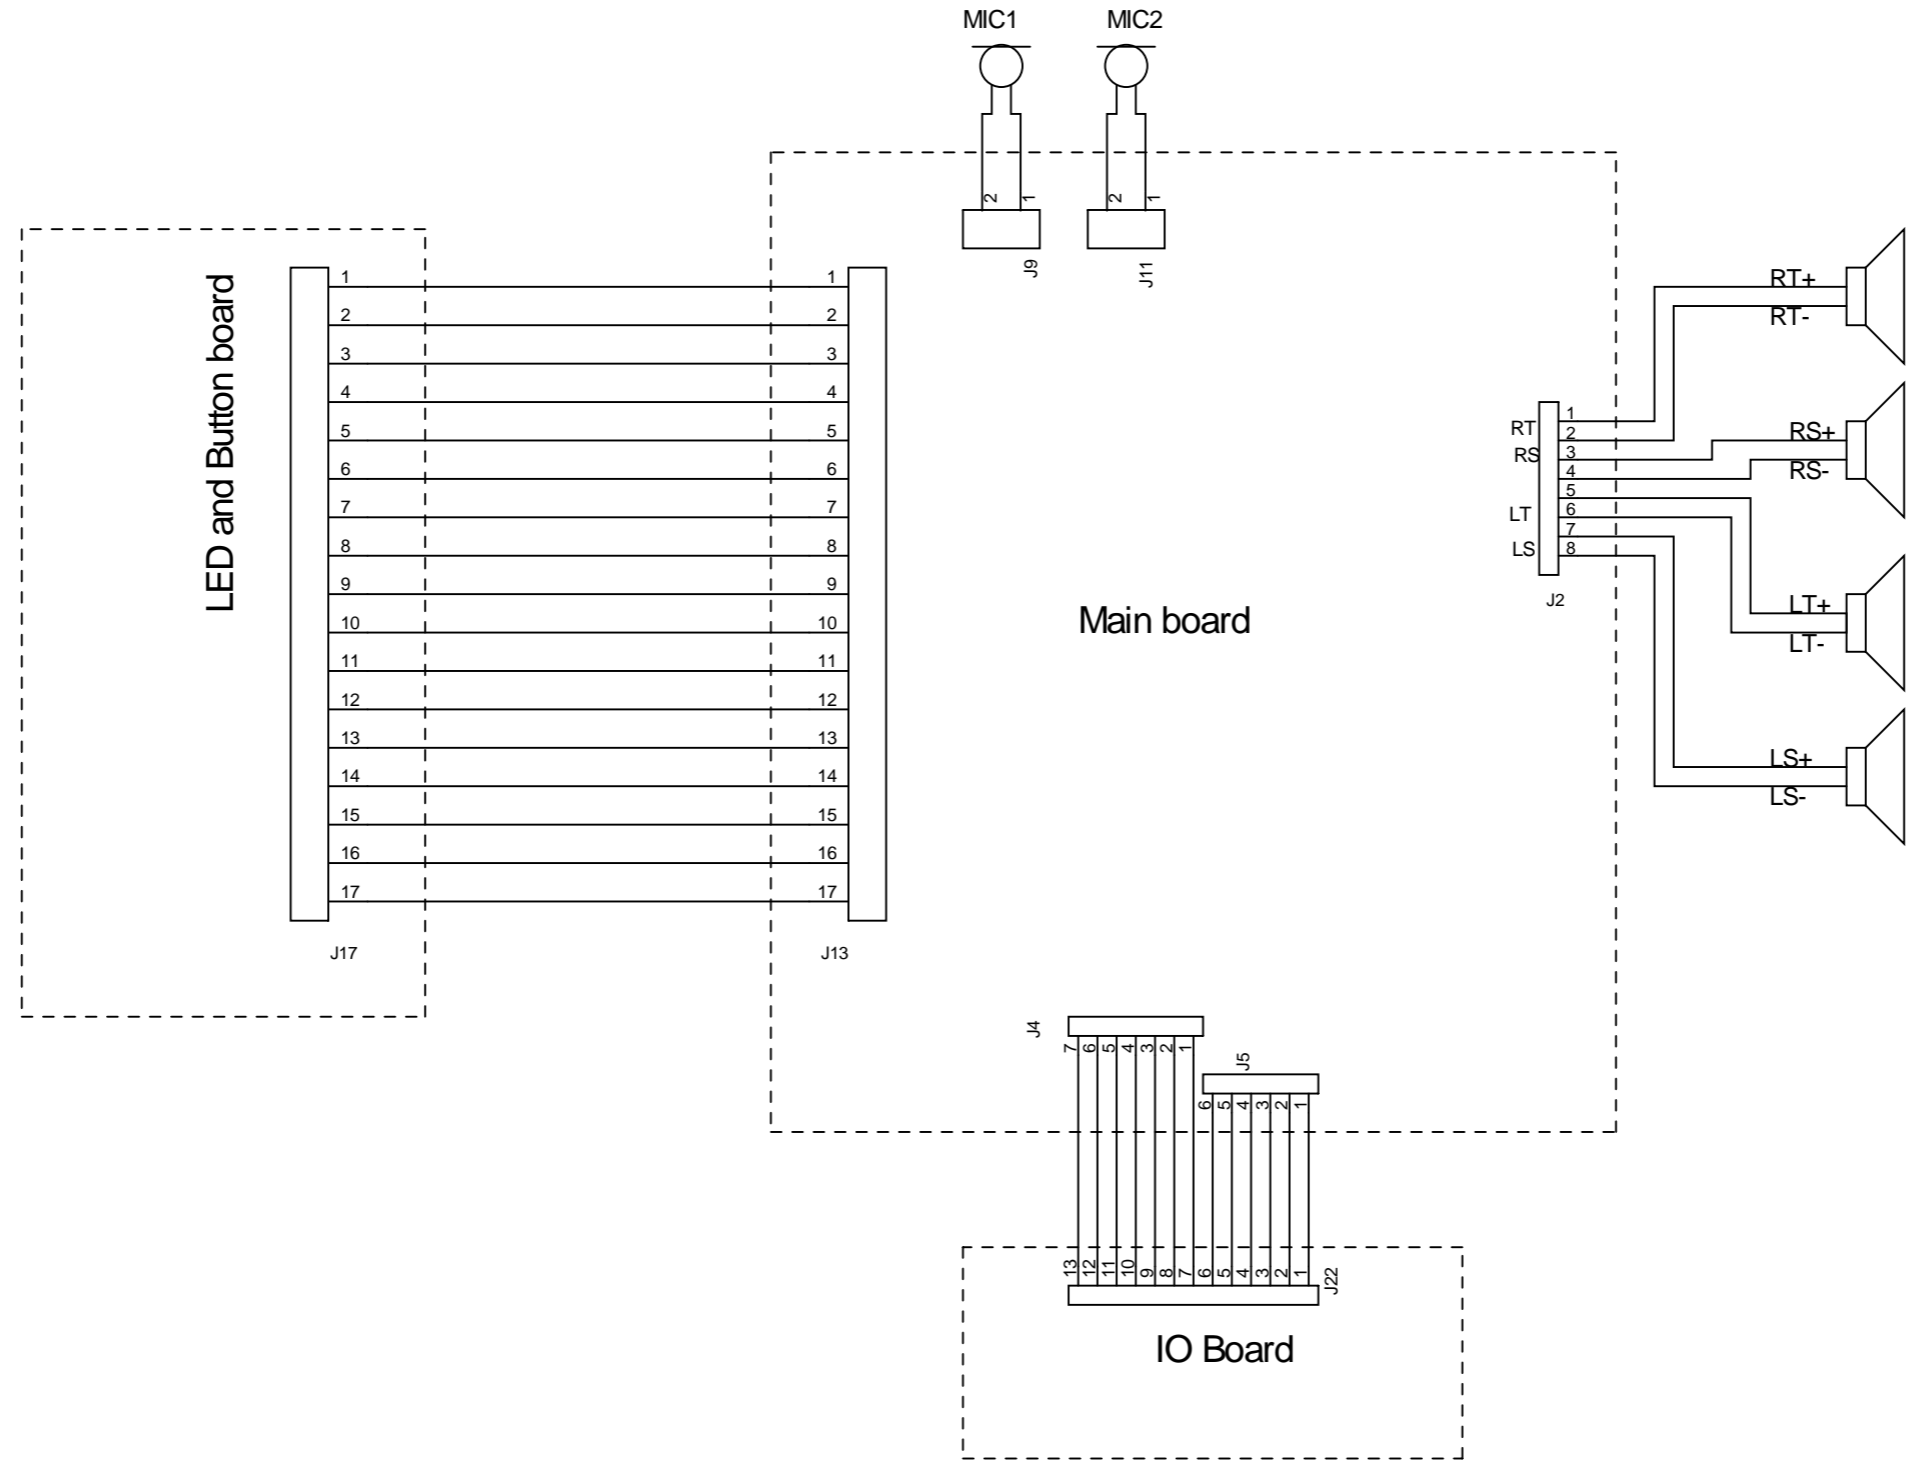 MIC1 MIC2
2 1 2 1
J9 J11
LED and Button board
1 1
2 2
3 3
4 4
5 5
6 6
7 7
8 8
9 9
10 10
11 11
12 12
13 13
14 14
15 15
16 16
17 17
J17 J13
Main board
RT 1
2
RS 3
4
5
LT 6
7
LS 8
J2
RT+
RT-
RS+
RS-
LT+
LT-
LS+
LS-
J4
7 6 5 4 3 2 1
J5
6 5 4 3 2 1
13 12 11 10 9 8 7 6 5 4 3 2 1
J22
IO Board